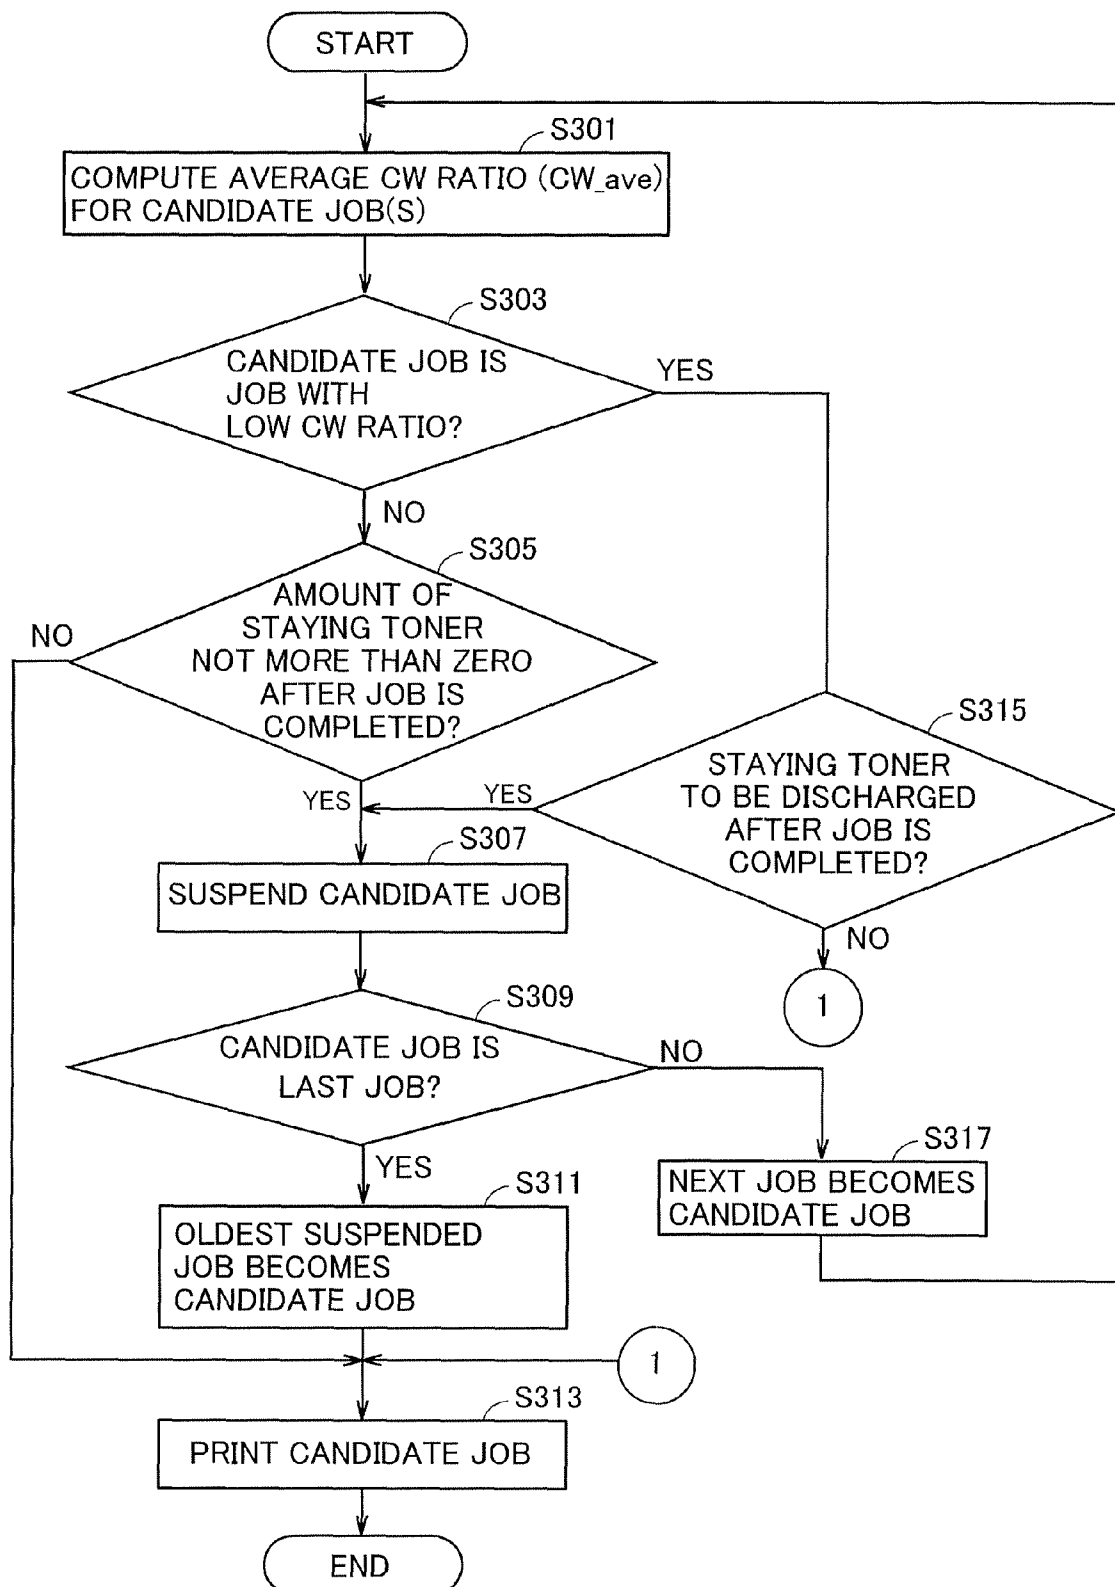 START
S301
COMPUTE AVERAGE CW RATIO (CW_ave)
FOR CANDIDATE JOB(S)
S303
CANDIDATE JOB IS
JOB WITH
LOW CW RATIO?
YES
NO
S305
AMOUNT OF
STAYING TONER
NOT MORE THAN ZERO
AFTER JOB IS
COMPLETED?
NO
YES
S315
STAYING TONER
TO BE DISCHARGED
AFTER JOB IS
COMPLETED?
YES
NO
1
S307
SUSPEND CANDIDATE JOB
S309
CANDIDATE JOB IS
LAST JOB?
NO
YES
S317
NEXT JOB BECOMES
CANDIDATE JOB
S311
OLDEST SUSPENDED
JOB BECOMES
CANDIDATE JOB
1
S313
PRINT CANDIDATE JOB
END